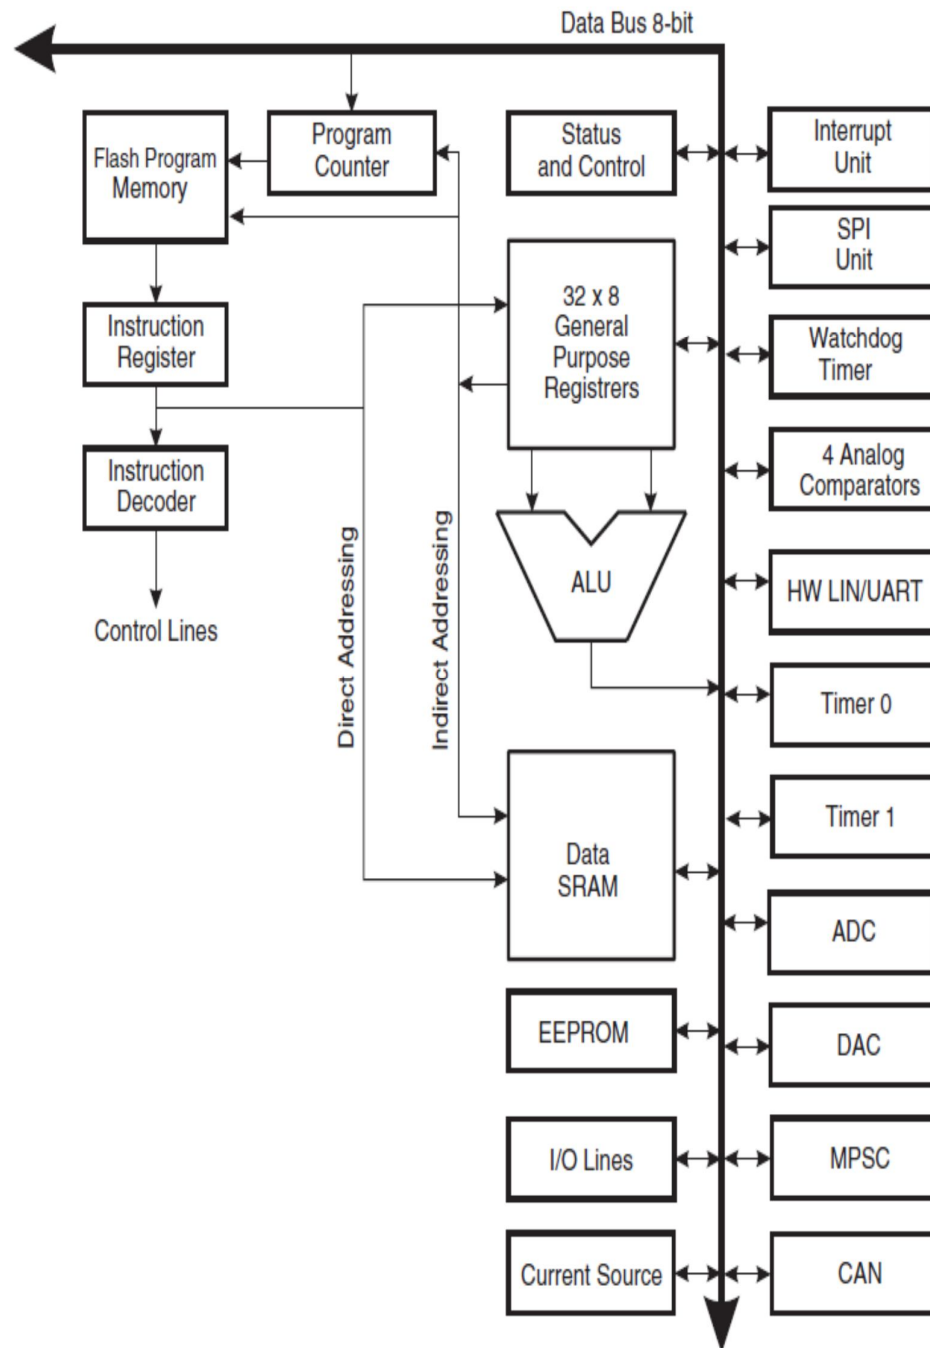 Data Bus 8-bit
Flash Program
Memory
Program
Counter
Status
and Control
Interrupt
Unit
SPI
Unit
32 x 8
General
Purpose
Registrers
Instruction
Register
Watchdog
Timer
Instruction
Decoder
4 Analog
Comparators
Direct Addressing
Indirect Addressing
ALU
HW LIN/UART
Control Lines
Timer 0
Timer 1
Data
SRAM
ADC
EEPROM
DAC
I/O Lines
MPSC
Current Source
CAN